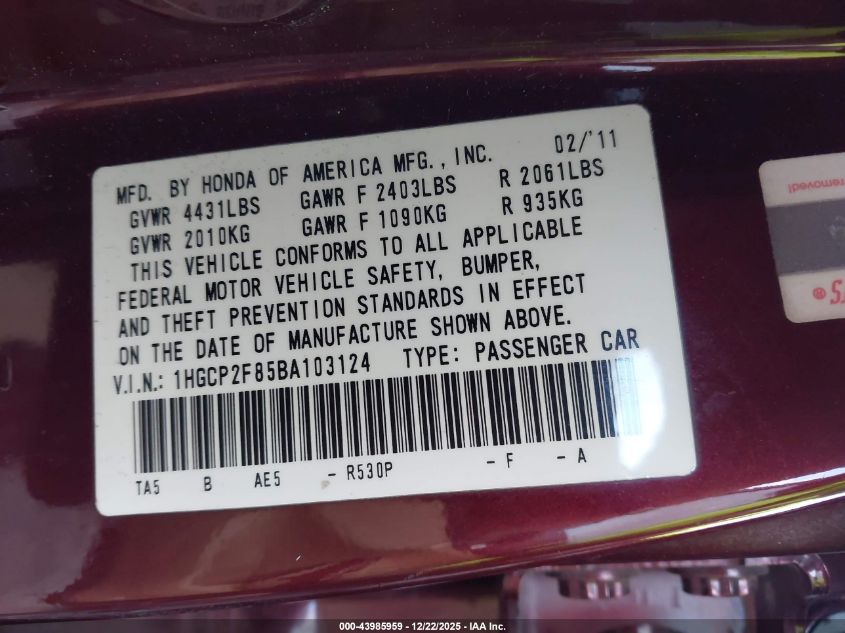 MFD. BY HONDA OF AMERICA MFG., INC. 02/'11
GVWR 4431LBS GAWR F 2403LBS R 2061LBS
GVWR 2010KG GAWR F 1090KG R 935KG
THIS VEHICLE CONFORMS TO ALL APPLICABLE
FEDERAL MOTOR VEHICLE SAFETY, BUMPER,
AND THEFT PREVENTION STANDARDS IN EFFECT
ON THE DATE OF MANUFACTURE SHOWN ABOVE.
V.I.N.: 1HGCP2F85BA103124 TYPE: PASSENGER CAR
TA5 B AE5 - R530P - F - A
removed!
000-43985959 - 12/22/2025 - IAA Inc.